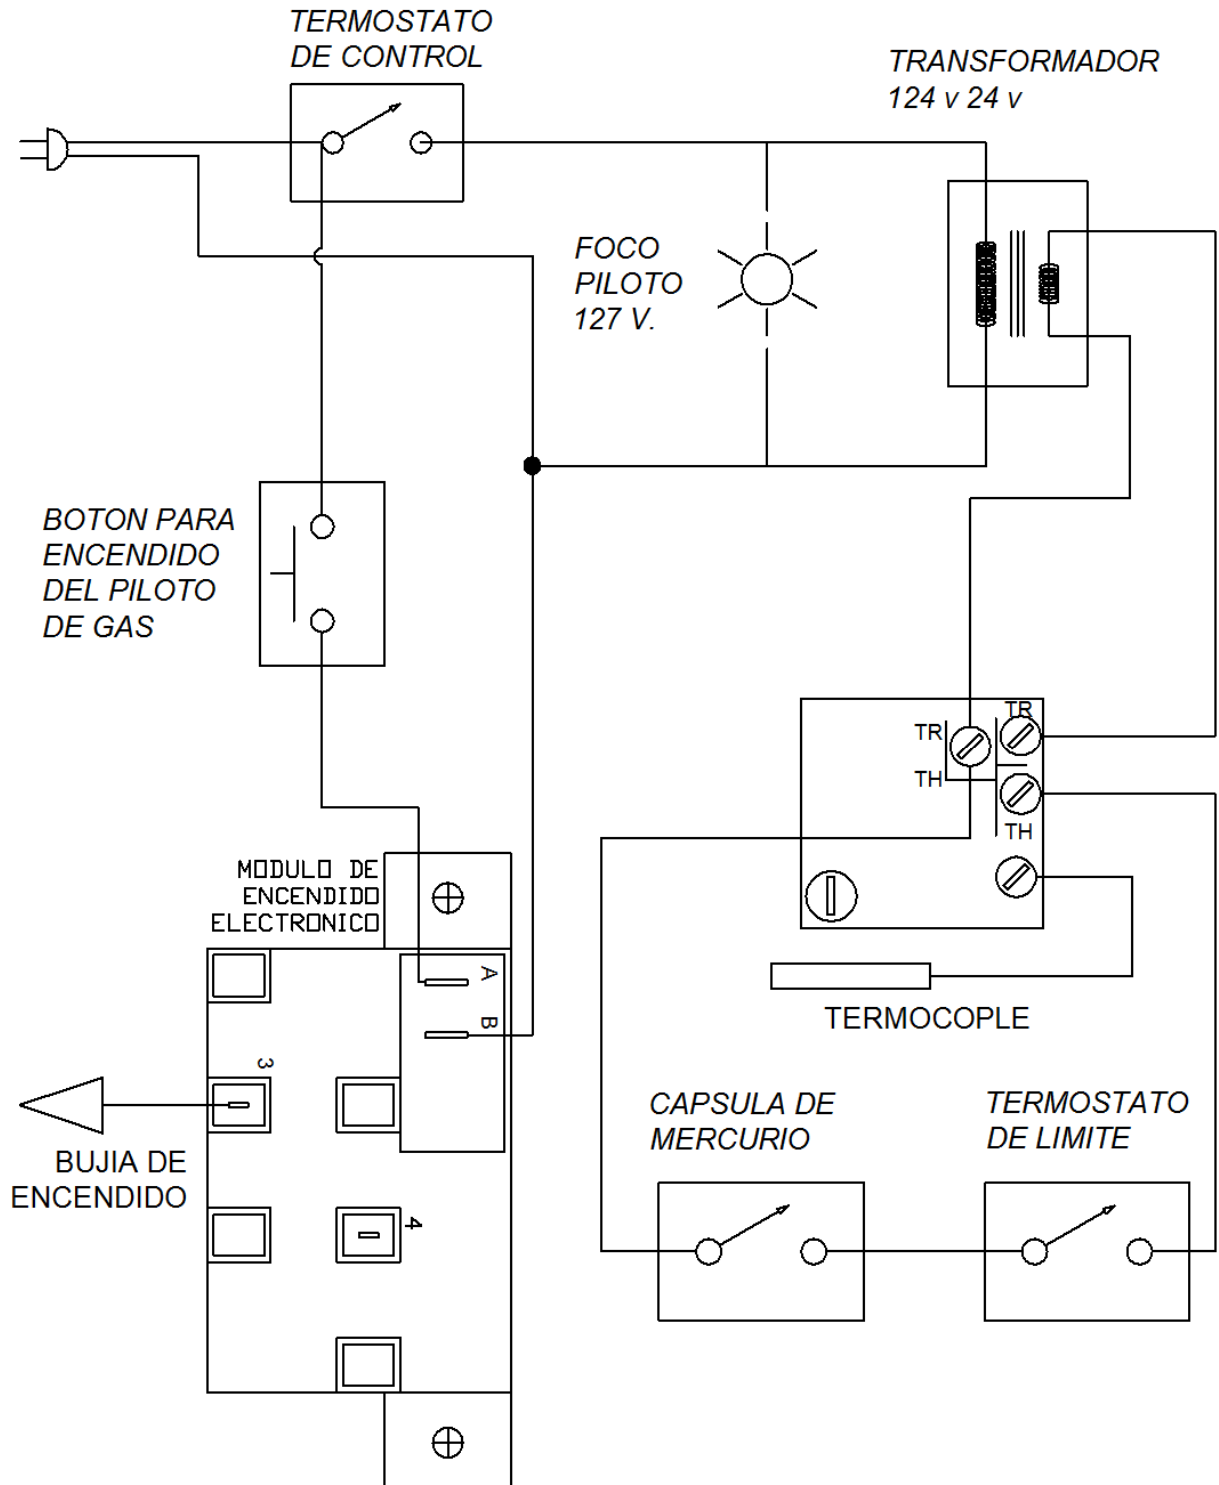 TERMOSTATO
DE CONTROL
TRANSFORMADOR
124 v 24 v
FOCO
PILOTO
127 V.
BOTON PARA
ENCENDIDO
DEL PILOTO
DE GAS
TR
TR
TH
TH
MODULO DE
ENCENDIDO
ELECTRONICO
A
B
3
4
TERMOCOPLE
BUJIA DE
ENCENDIDO
CAPSULA DE
MERCURIO
TERMOSTATO
DE LIMITE